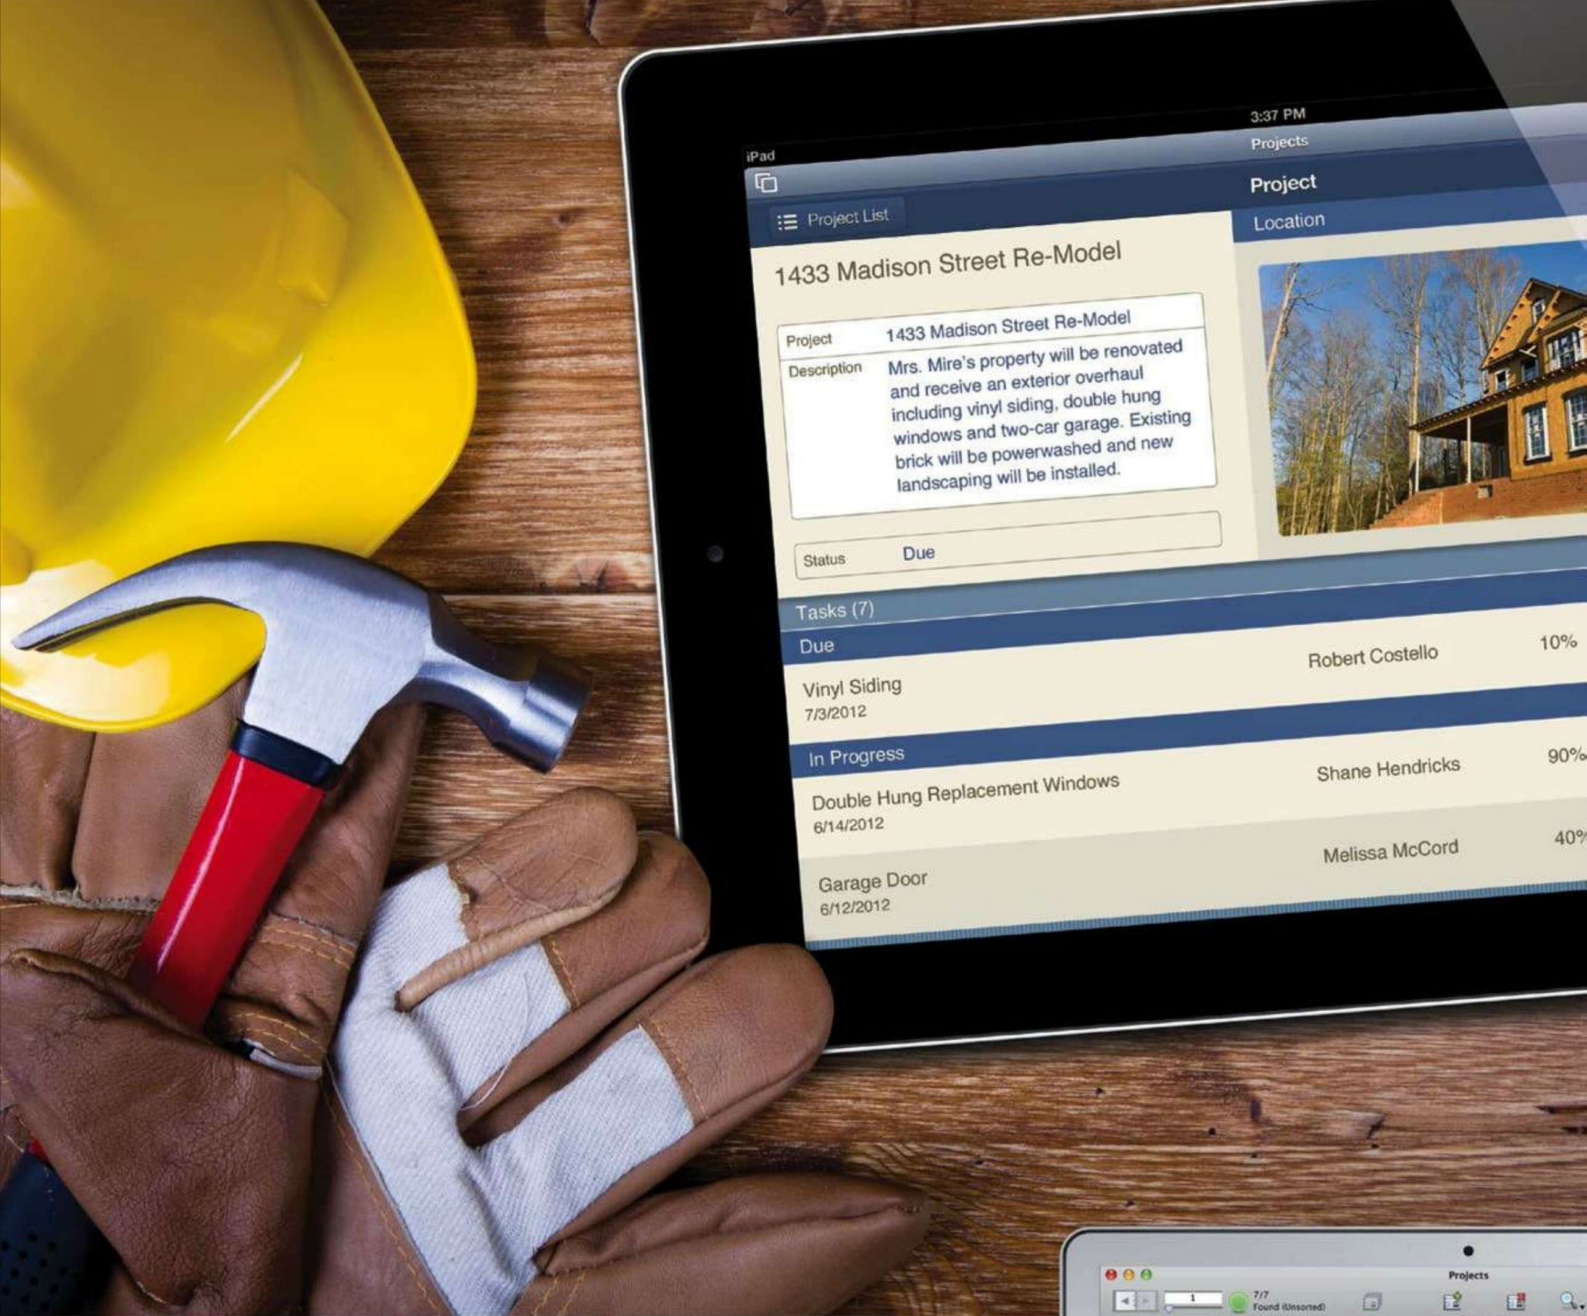 iPad
3:37 PM
Projects
Project List
Project
Location
1433 Madison Street Re-Model
Project 1433 Madison Street Re-Model
Description Mrs. Mire's property will be renovated
and receive an exterior overhaul
including vinyl siding, double hung
windows and two-car garage. Existing
brick will be powerwashed and new
landscaping will be installed.
Status Due
Tasks (7)
Due
Vinyl Siding Robert Costello 10%
7/3/2012
In Progress
Double Hung Replacement Windows Shane Hendricks 90%
6/14/2012
Garage Door Melissa McCord 40%
6/12/2012
Projects
1
7/7
Found (Unsorted)